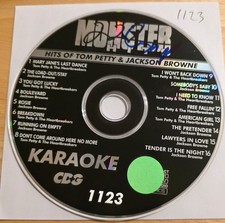 1123
MONSTER
HITS OF TOM PETTY & JACKSON BROWNE
1 MARY JANE'S LAST DANCE
Tom Petty & The Heartbreakers
2 THE LOAD-OUT/STAY
Jackson Browne
3 YOU GOT LUCKY
Tom Petty & The Heartbreakers
4 BOULEVARD
Jackson Browne
5 ROSIE
Jackson Browne
6 BREAKDOWN
Tom Petty & The Heartbreakers
7 RUNNING ON EMPTY
Jackson Browne
8 DON'T COME AROUND HERE NO MORE
Tom Petty & The Heartbreakers
I WON'T BACK DOWN 9
Tom Petty & The Heartbreakers
SOMEBODY'S BABY 10
Jackson Browne
I NEED TO KNOW 11
Tom Petty & The Heartbreakers
FREE FALLIN' 12
Tom Petty & The Heartbreakers
AMERICAN GIRL 13
Tom Petty & The Heartbreakers
THE PRETENDER 14
Jackson Browne
LAWYERS IN LOVE 15
Jackson Browne
TENDER IS THE NIGHT 16
Jackson Browne
KARAOKE
CDG
1123